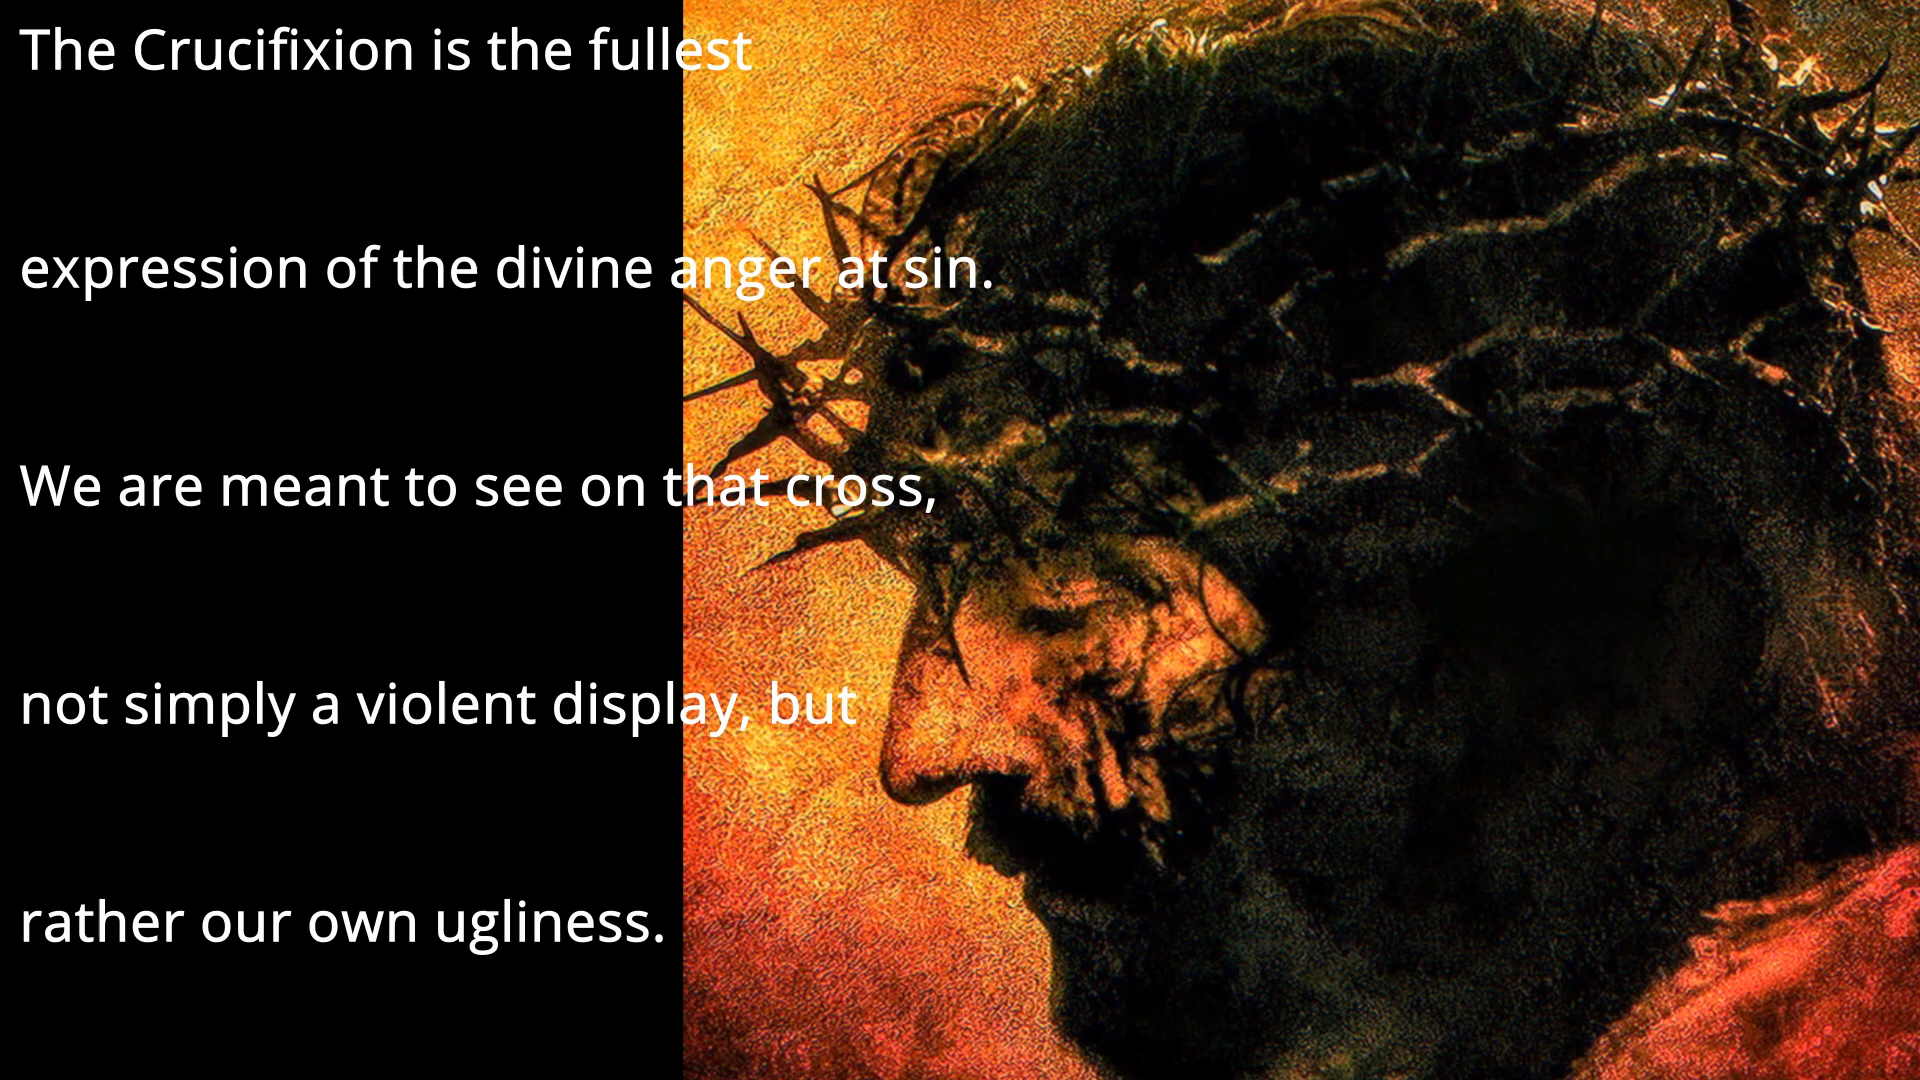 The Crucifixion is the fullest
expression of the divine anger at sin.
We are meant to see on that cross,
not simply a violent display, but
rather our own ugliness.